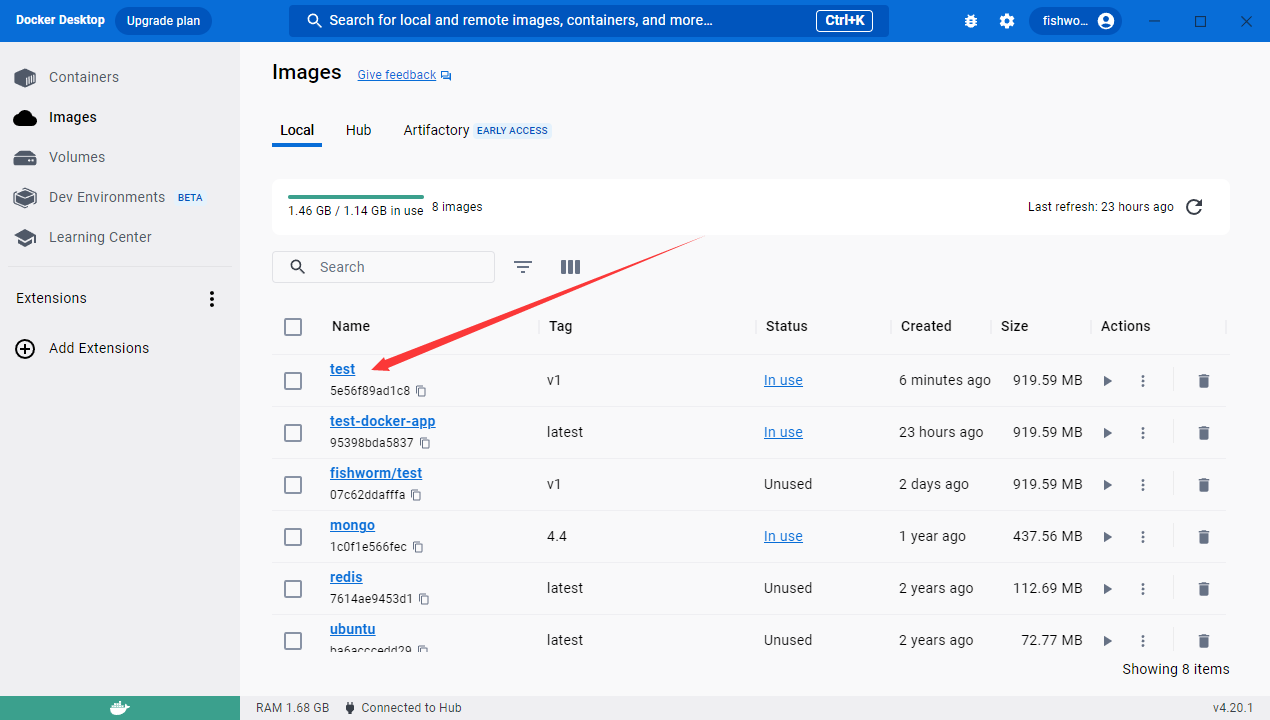 Docker Desktop Upgrade plan Search for local and remote images, containers, and more... Ctrl+K fishwo...
Containers
Images
Volumes
Dev Environments BETA
Learning Center
Extensions
Add Extensions
Images Give feedback
Local Hub Artifactory EARLY ACCESS
1.46 GB / 1.14 GB in use 8 images Last refresh: 23 hours ago
Search
Name Tag Status Created Size Actions
test
5e56f89ad1c8
v1 In use 6 minutes ago 919.59 MB
test-docker-app
95398bda5837
latest In use 23 hours ago 919.59 MB
fishworm/test
07c62ddafffa
v1 Unused 2 days ago 919.59 MB
mongo
1c0f1e566fec
4.4 In use 1 year ago 437.56 MB
redis
7614ae9453d1
latest Unused 2 years ago 112.69 MB
ubuntu
ba6acccedd29
latest Unused 2 years ago 72.77 MB
Showing 8 items
RAM 1.68 GB Connected to Hub v4.20.1